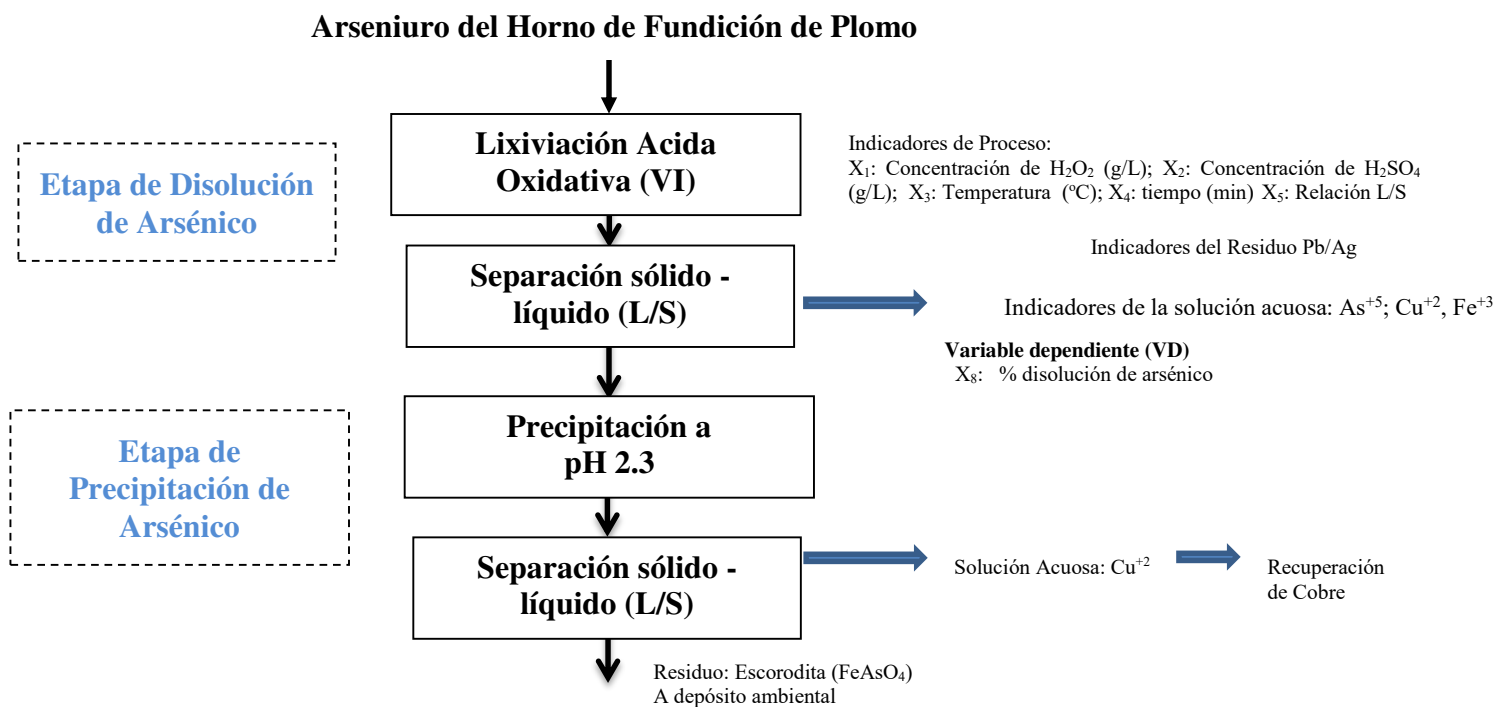 Arseniuro del Horno de Fundición de Plomo
Lixiviación Acida
Oxidativa (VI)
Etapa de Disolución
de Arsénico
Indicadores de Proceso:
X₁: Concentración de H₂O₂ (g/L); X₂: Concentración de H₂SO₄
(g/L); X₃: Temperatura (ºC); X₄: tiempo (min) X₅: Relación L/S
Separación sólido -
líquido (L/S)
Indicadores del Residuo Pb/Ag
Indicadores de la solución acuosa: As⁺⁵; Cu⁺², Fe⁺³
Variable dependiente (VD)
X₈: % disolución de arsénico
Etapa de
Precipitación de
Arsénico
Precipitación a
pH 2.3
Separación sólido -
líquido (L/S)
Solución Acuosa: Cu⁺²
Recuperación
de Cobre
Residuo: Escorodita (FeAsO₄)
A depósito ambiental